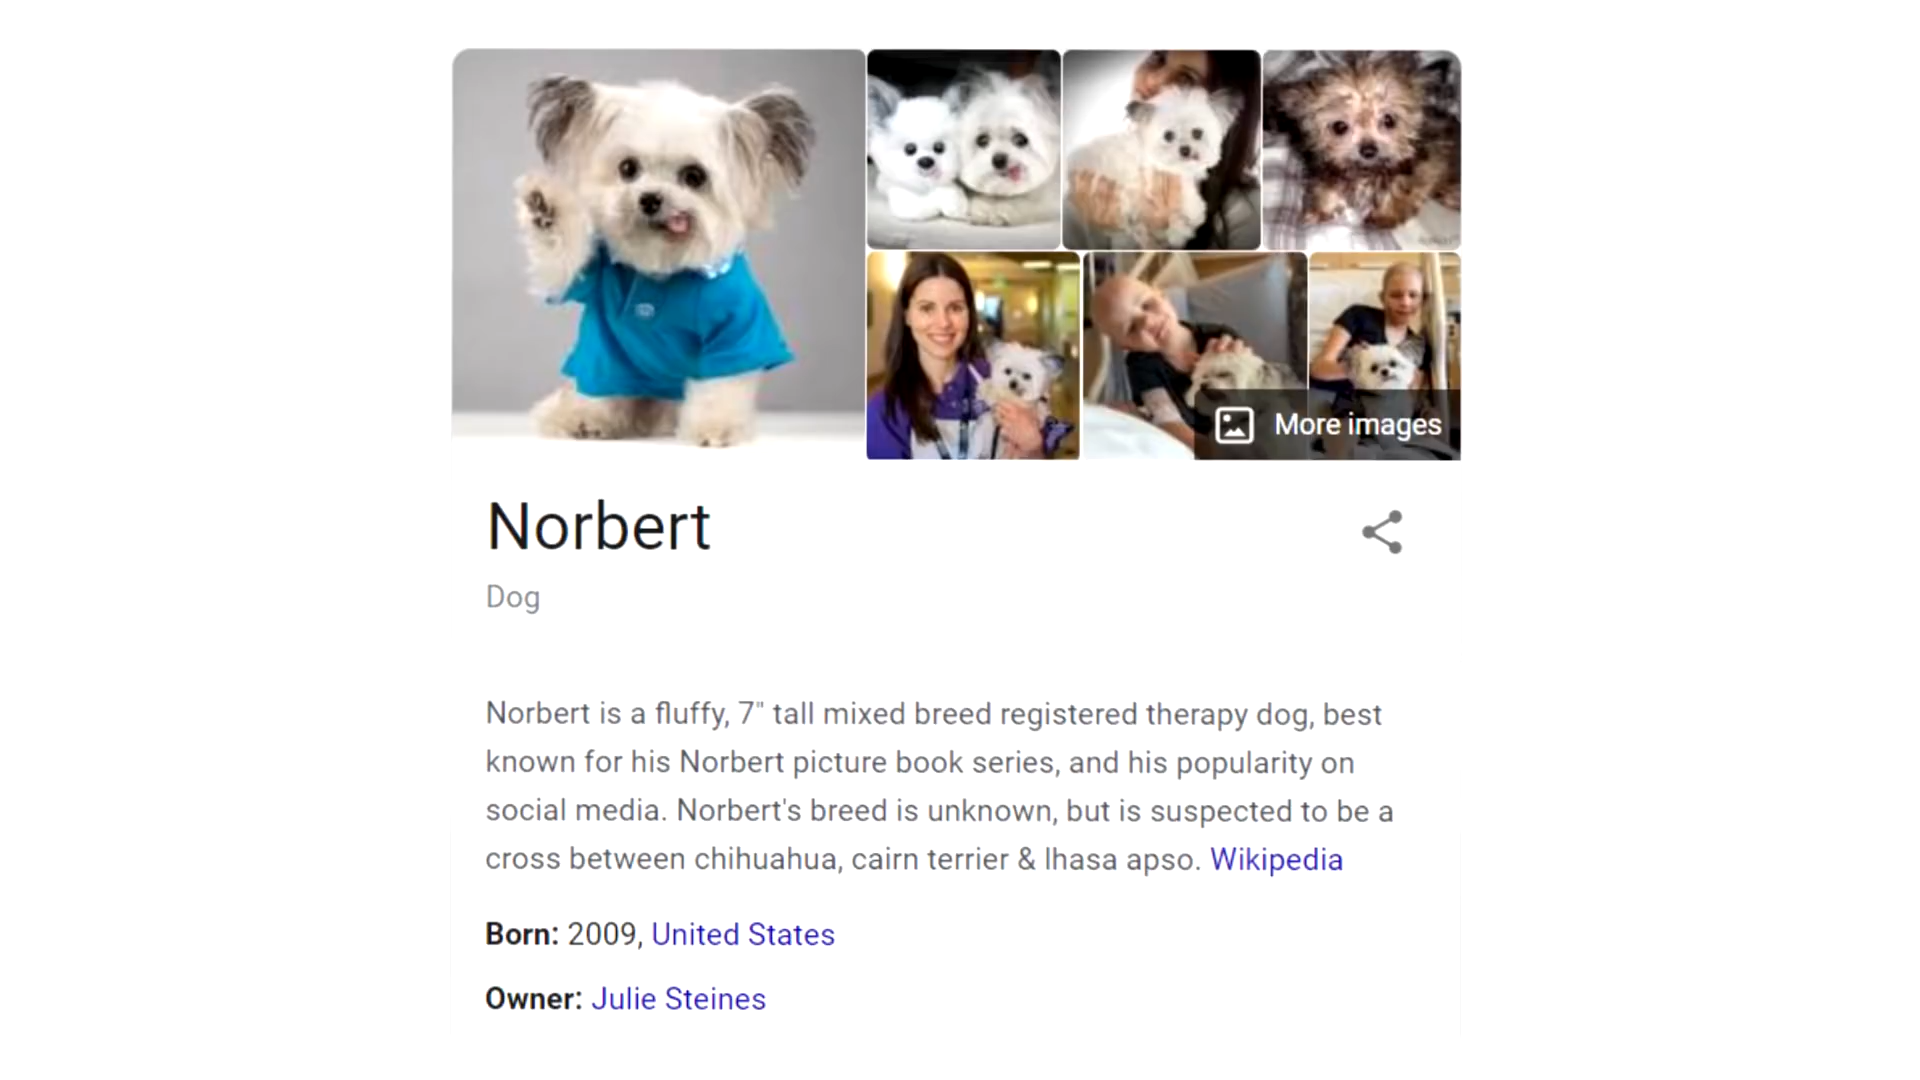 More images
Norbert
Dog
Norbert is a fluffy, 7" tall mixed breed registered therapy dog, best
known for his Norbert picture book series, and his popularity on
social media. Norbert's breed is unknown, but is suspected to be a
cross between chihuahua, cairn terrier & lhasa apso. Wikipedia
Born: 2009, United States
Owner: Julie Steines